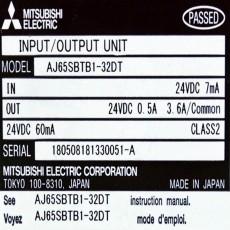 MITSUBISHI
ELECTRIC
PASSED
INPUT/OUTPUT UNIT
MODEL AJ65SBTB1-32DT
IN 24VDC 7mA
OUT 24VDC 0.5A 3.6A/Common
24VDC 60mA CLASS2
SERIAL 180508181330051-A
MITSUBISHI ELECTRIC CORPORATION
TOKYO 100-8310, JAPAN MADE IN JAPAN
See AJ65SBTB1-32DT instruction manual.
Voyez AJ65SBTB1-32DT mode d'emploi.